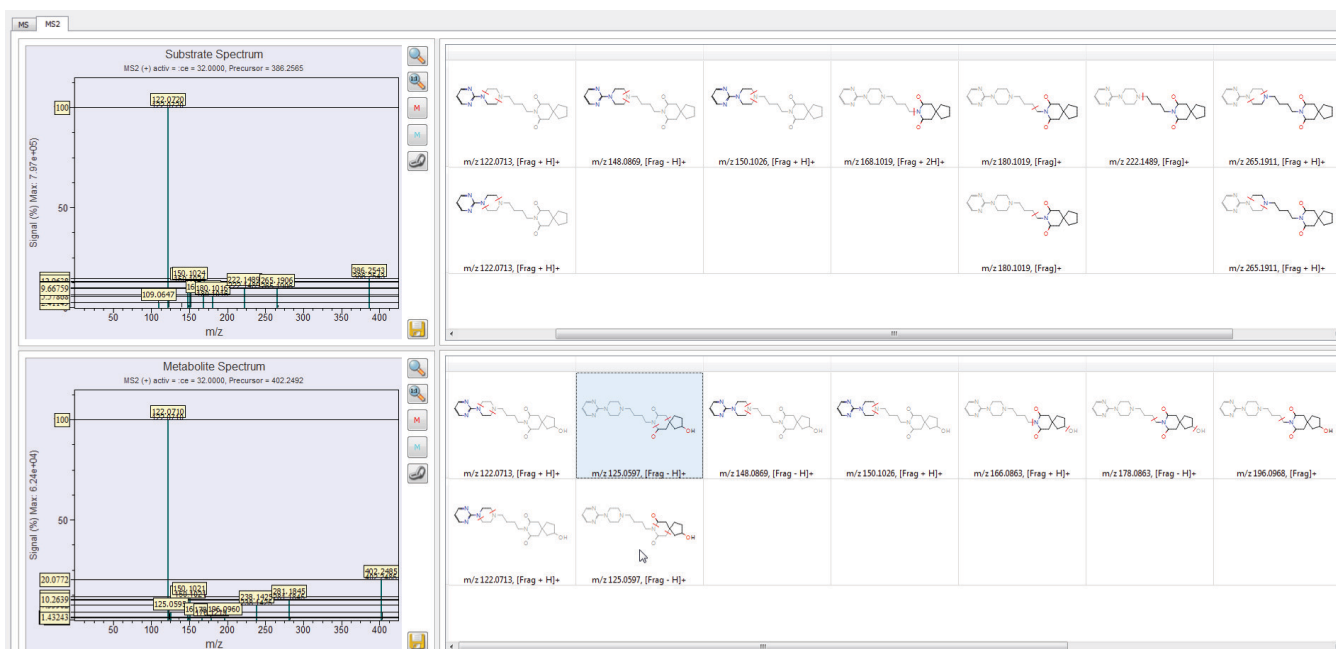 MS MS2
Substrate Spectrum
MS2 (+) activ = :ce = 32.0000, Precursor = 386.2565
Signal (%) Max: 7.97e+05
122.0720
100
50
150.1024
222.1489
265.1906
386.2543
180.1016
109.0647
9.66759
50 100 150 200 250 300 350 400
m/z
m/z 122.0713, [Frag + H]+
m/z 148.0869, [Frag - H]+
m/z 150.1026, [Frag + H]+
m/z 168.1019, [Frag + 2H]+
m/z 180.1019, [Frag]+
m/z 222.1489, [Frag]+
m/z 265.1911, [Frag + H]+
m/z 122.0713, [Frag + H]+
m/z 180.1019, [Frag]+
m/z 265.1911, [Frag + H]+
Metabolite Spectrum
MS2 (+) activ = :ce = 32.0000, Precursor = 402.2492
Signal (%) Max: 6.24e+04
122.0710
100
50
402.2485
20.0772
150.1021
281.1845
238.1425
10.2639
196.0960
1.43243
50 100 150 200 250 300 350 400
m/z
m/z 122.0713, [Frag + H]+
m/z 125.0597, [Frag - H]+
m/z 148.0869, [Frag - H]+
m/z 150.1026, [Frag + H]+
m/z 166.0863, [Frag - H]+
m/z 178.0863, [Frag - H]+
m/z 196.0968, [Frag]+
m/z 122.0713, [Frag + H]+
m/z 125.0597, [Frag - H]+